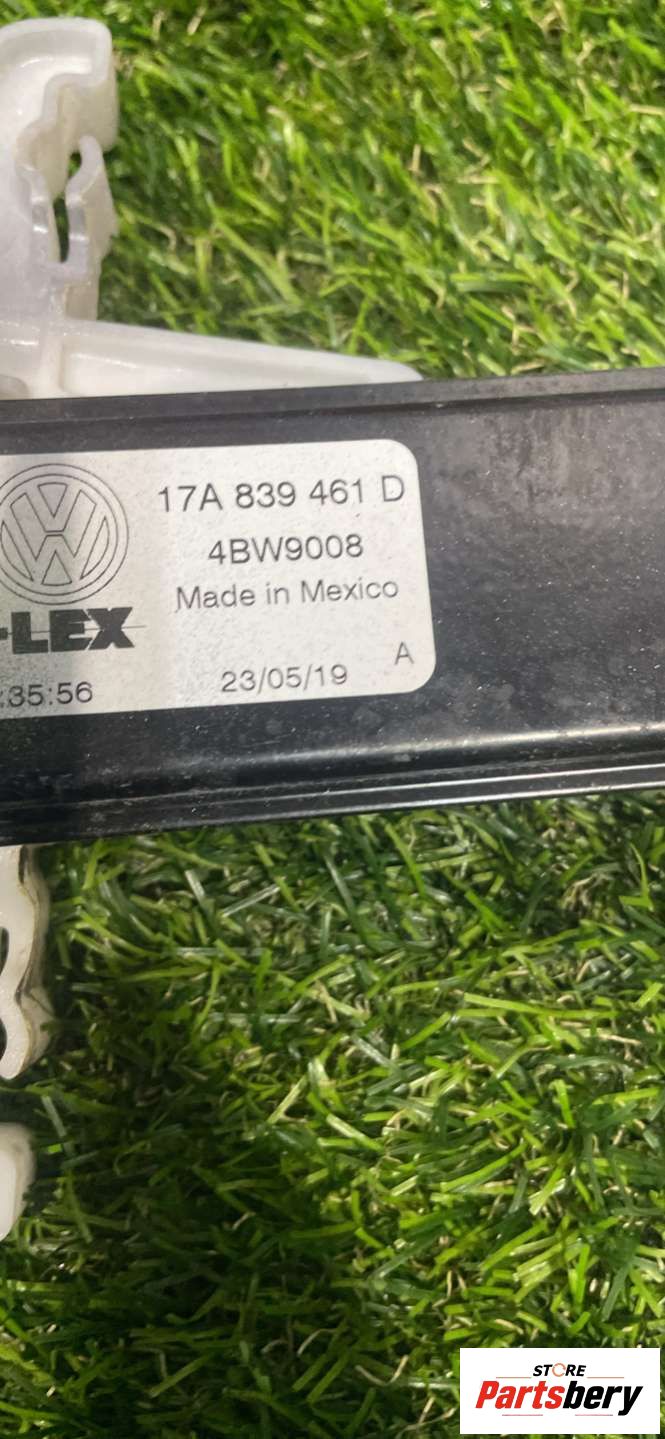 17A 839 461 D
4BW9008
Made in Mexico
-LEX
:35:56
23/05/19
A
STORE
Partsbery